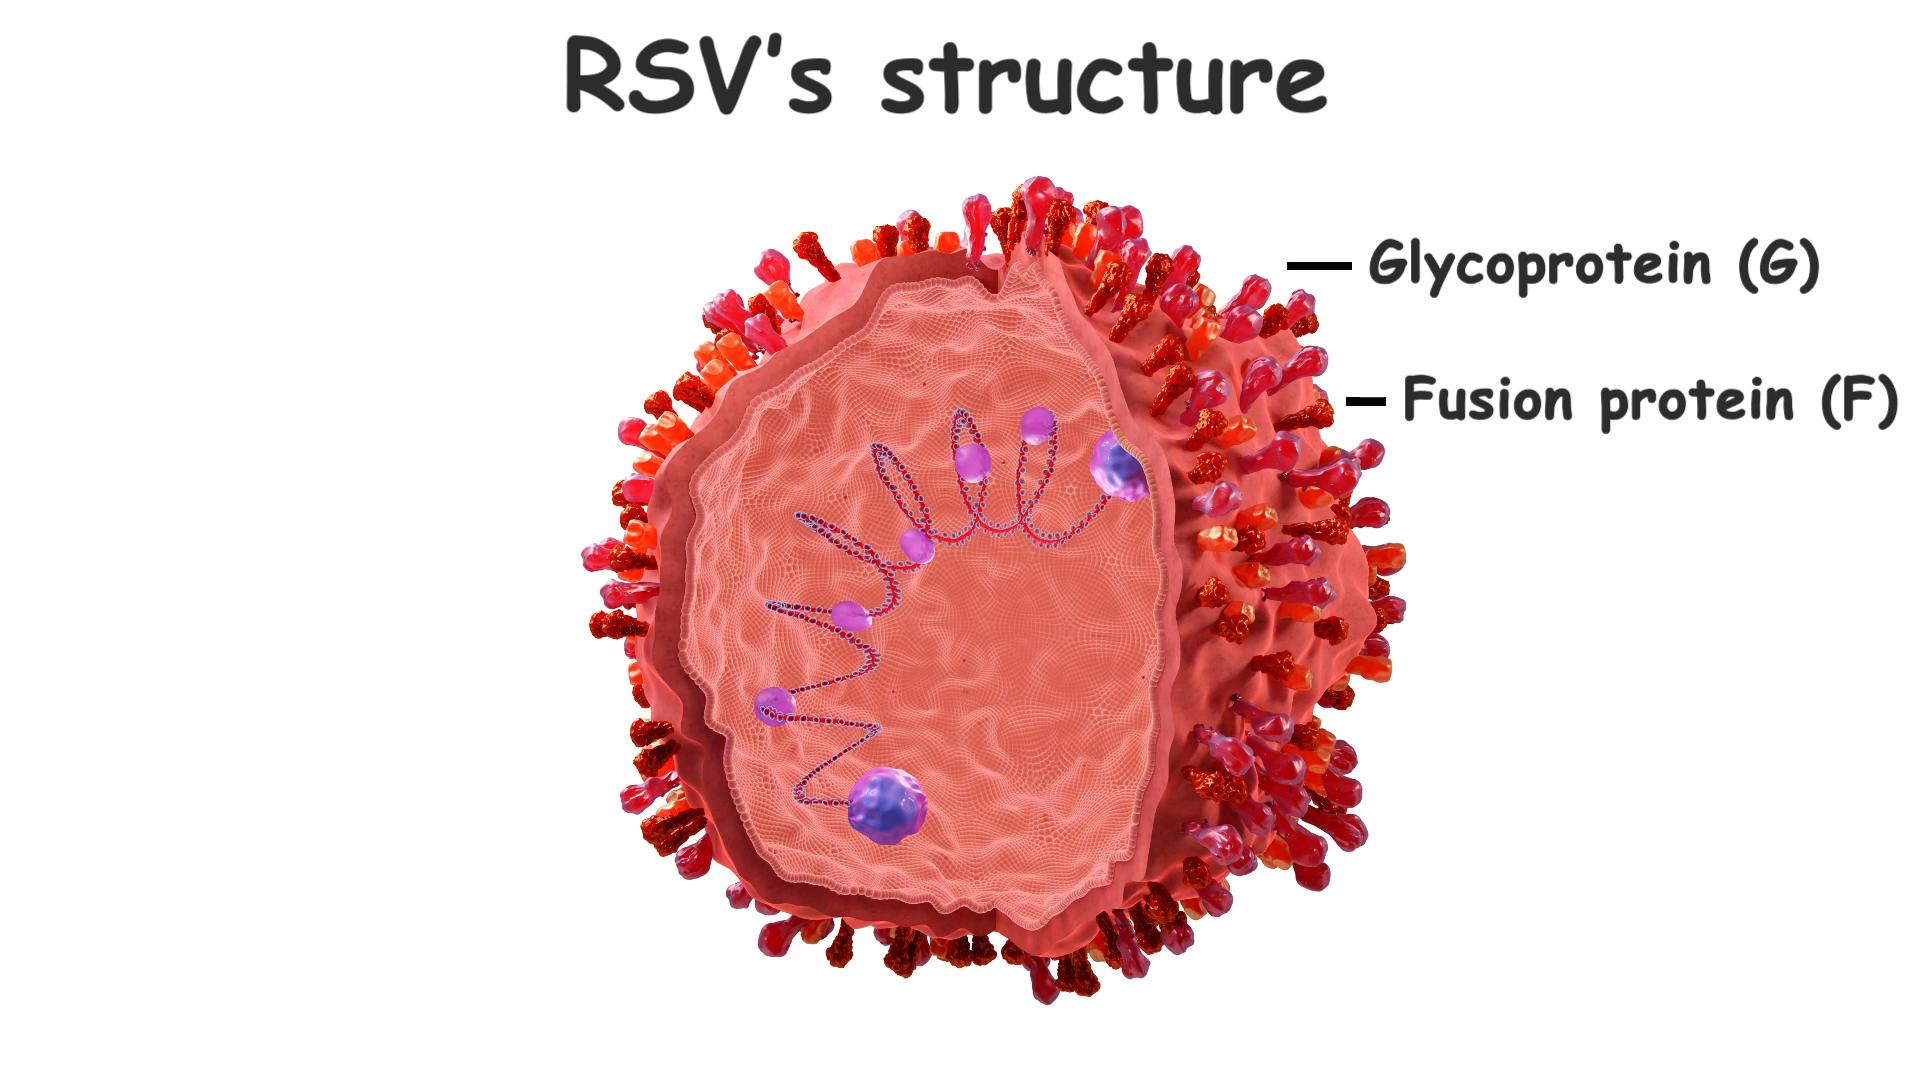 RSV's structure
Glycoprotein (G)
Fusion protein (F)